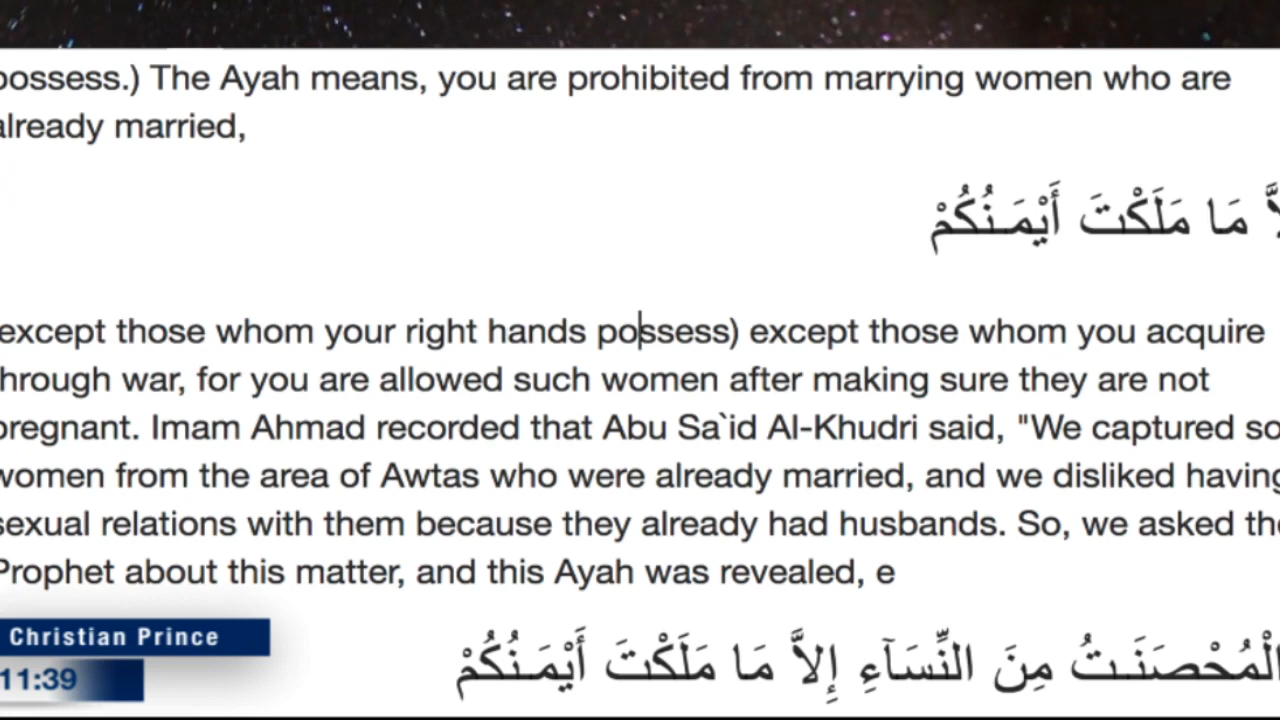 possess.) The Ayah means, you are prohibited from marrying women who are
already married,
مَا مَلَكْتَ أَيْمَـنُكُمْ
except those whom your right hands possess) except those whom you acquire
through war, for you are allowed such women after making sure they are not
pregnant. Imam Ahmad recorded that Abu Sa`id Al-Khudri said, "We captured so
women from the area of Awtas who were already married, and we disliked having
sexual relations with them because they already had husbands. So, we asked the
Prophet about this matter, and this Ayah was revealed, e
الْمُحْصَنَـتُ مِنَ النِّسَآءِ إِلاَّ مَا مَلَكْتَ أَيْمَـنُكُمْ
Christian Prince
11:39